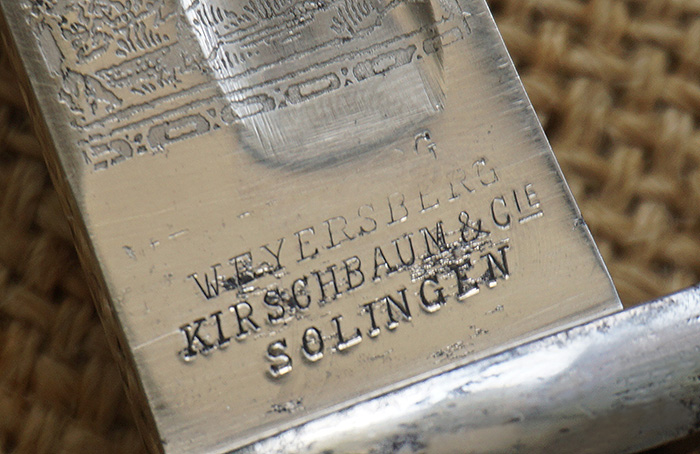 G
WEYERSBERG
KIRSCHBAUM & CIE
SOLINGEN